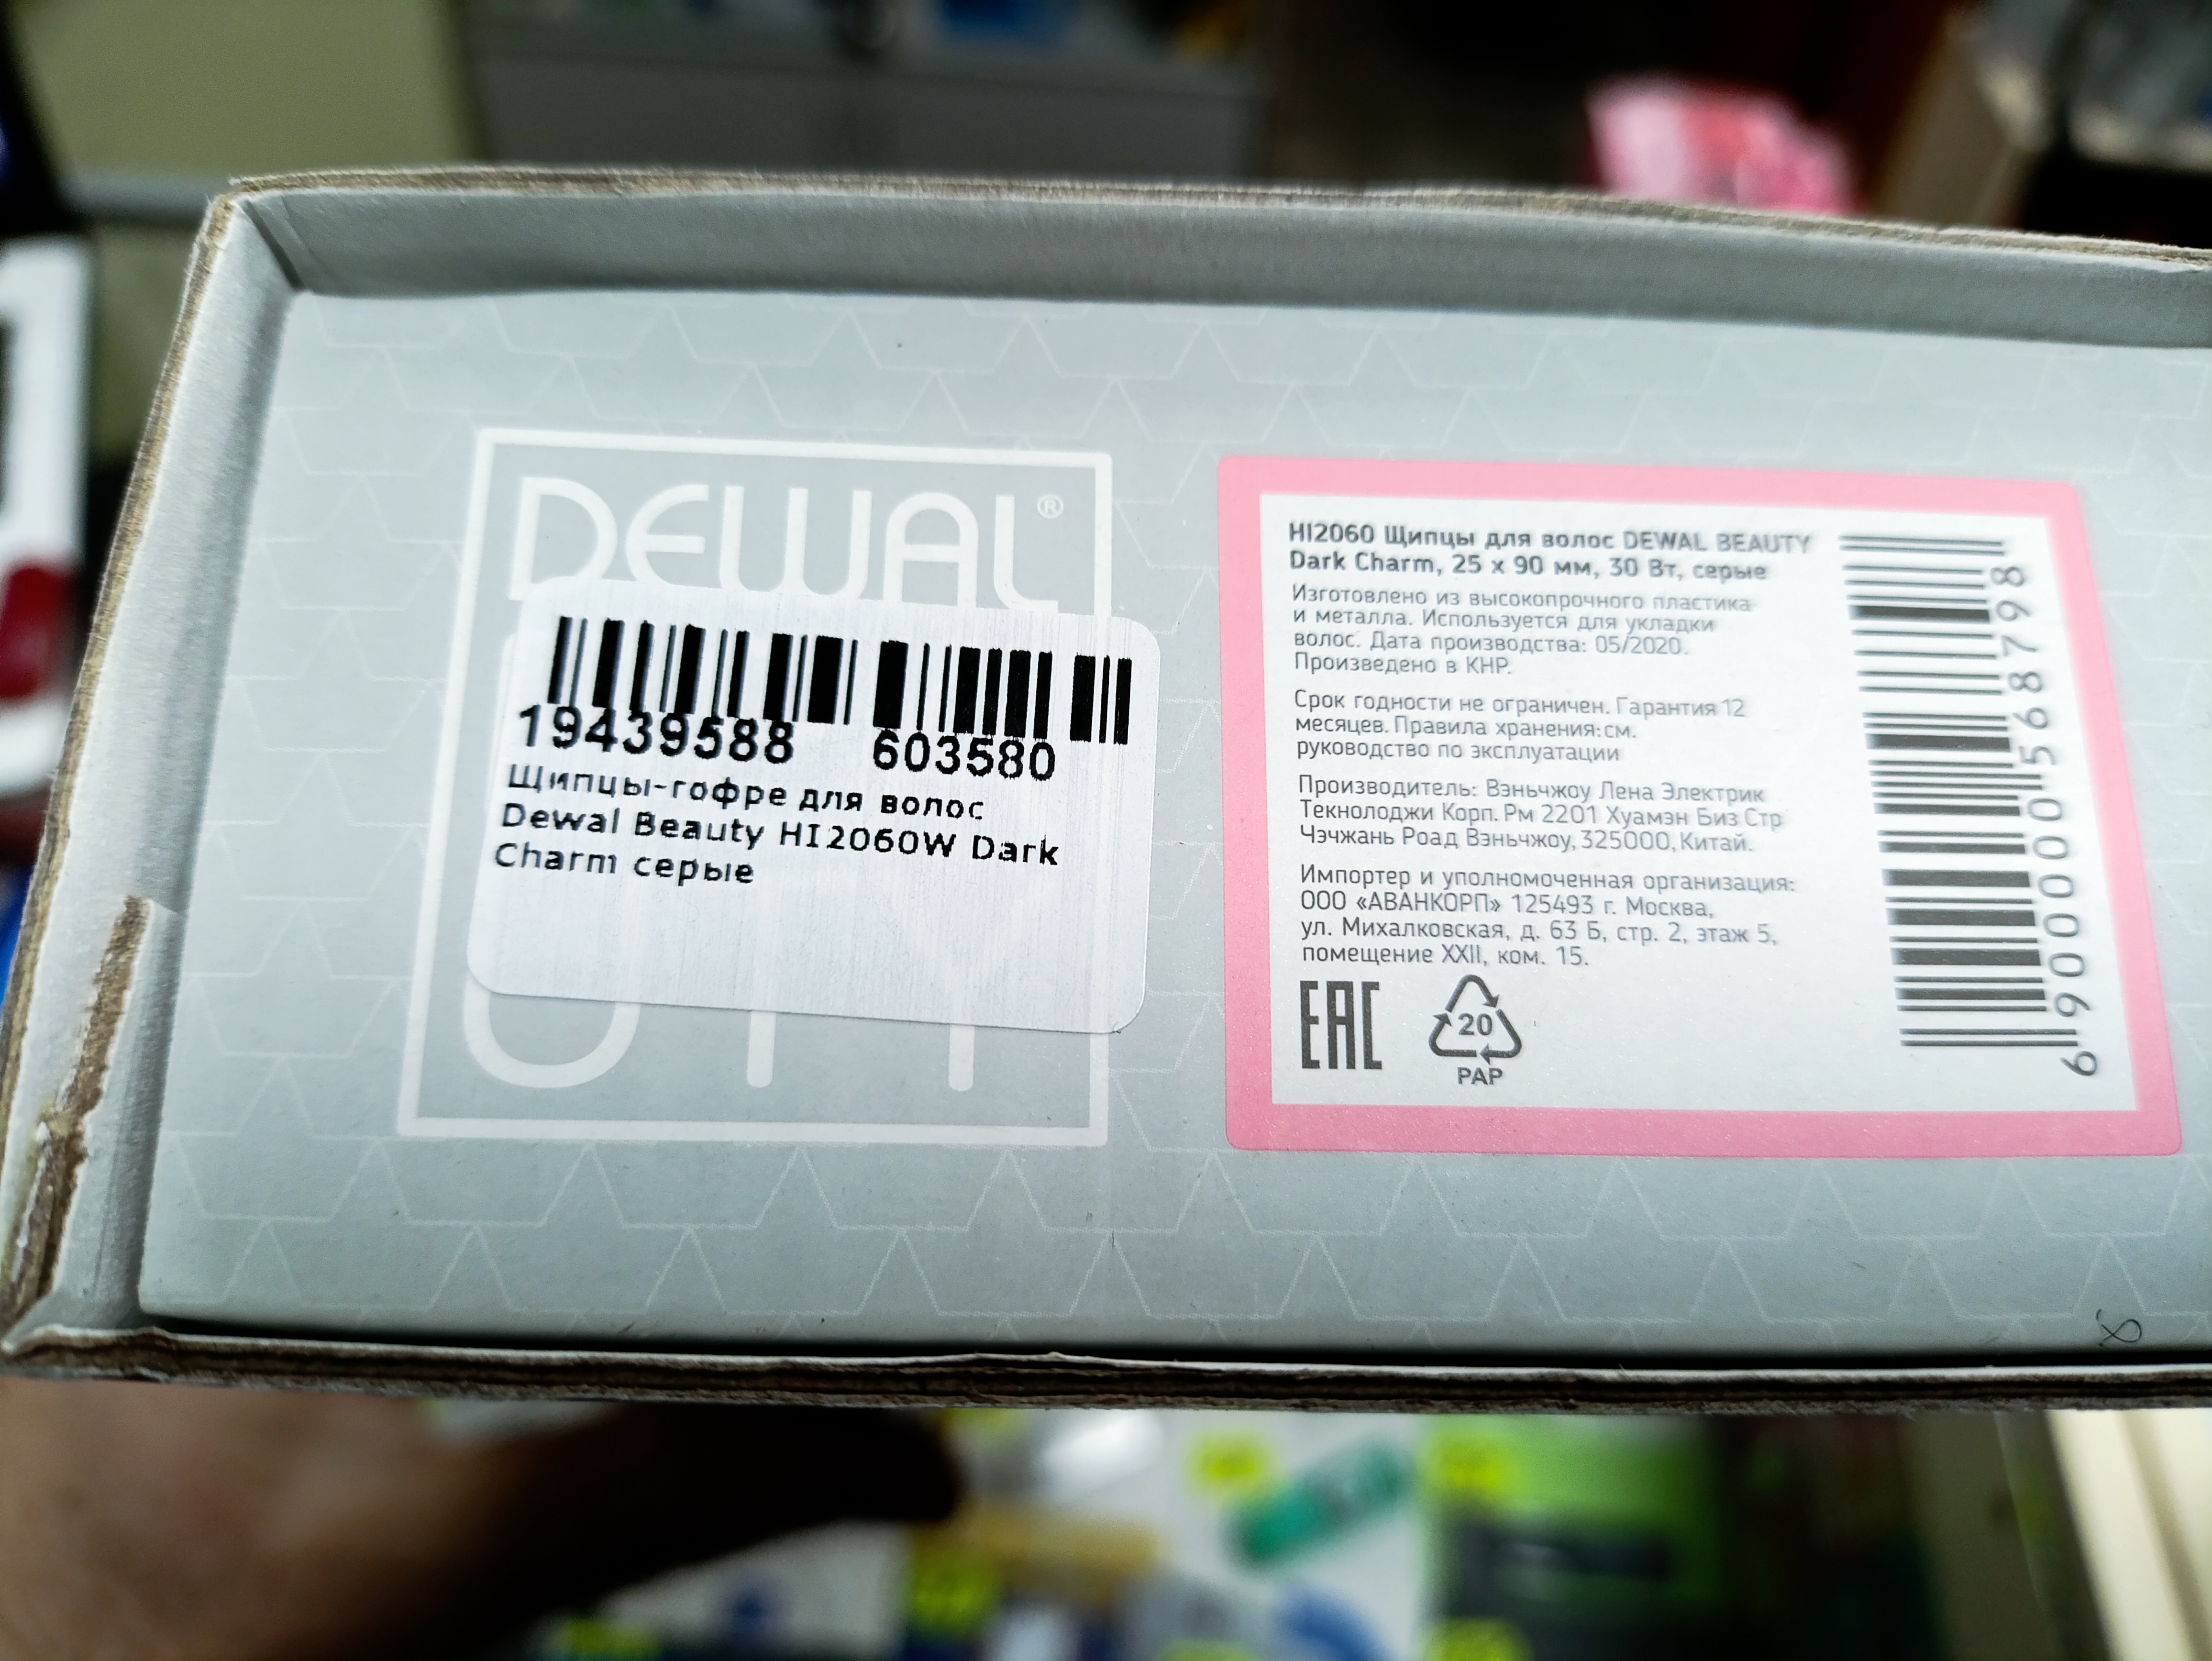 DEWAL®
19439588 603580
Щипцы-гофре для волос
Dewal Beauty HI2060W Dark
Charm серые
HI2060 Щипцы для волос DEWAL BEAUTY
Dark Charm, 25 x 90 мм, 30 Вт, серые
Изготовлено из высокопрочного пластика
и металла. Используется для укладки
волос. Дата производства: 05/2020.
Произведено в КНР.
Срок годности не ограничен. Гарантия 12
месяцев. Правила хранения: см.
руководство по эксплуатации
Производитель: Вэньчжоу Лена Электрик
Текнолоджи Корп. Рм 2201 Хуамэн Биз Стр
Чэчжань Роад Вэньчжоу, 325000, Китай.
Импортер и уполномоченная организация:
ООО «АВАНКОРП» 125493 г. Москва,
ул. Михалковская, д. 63 Б, стр. 2, этаж 5,
помещение XXII, ком. 15.
EAC
20
PAP
6900000568798